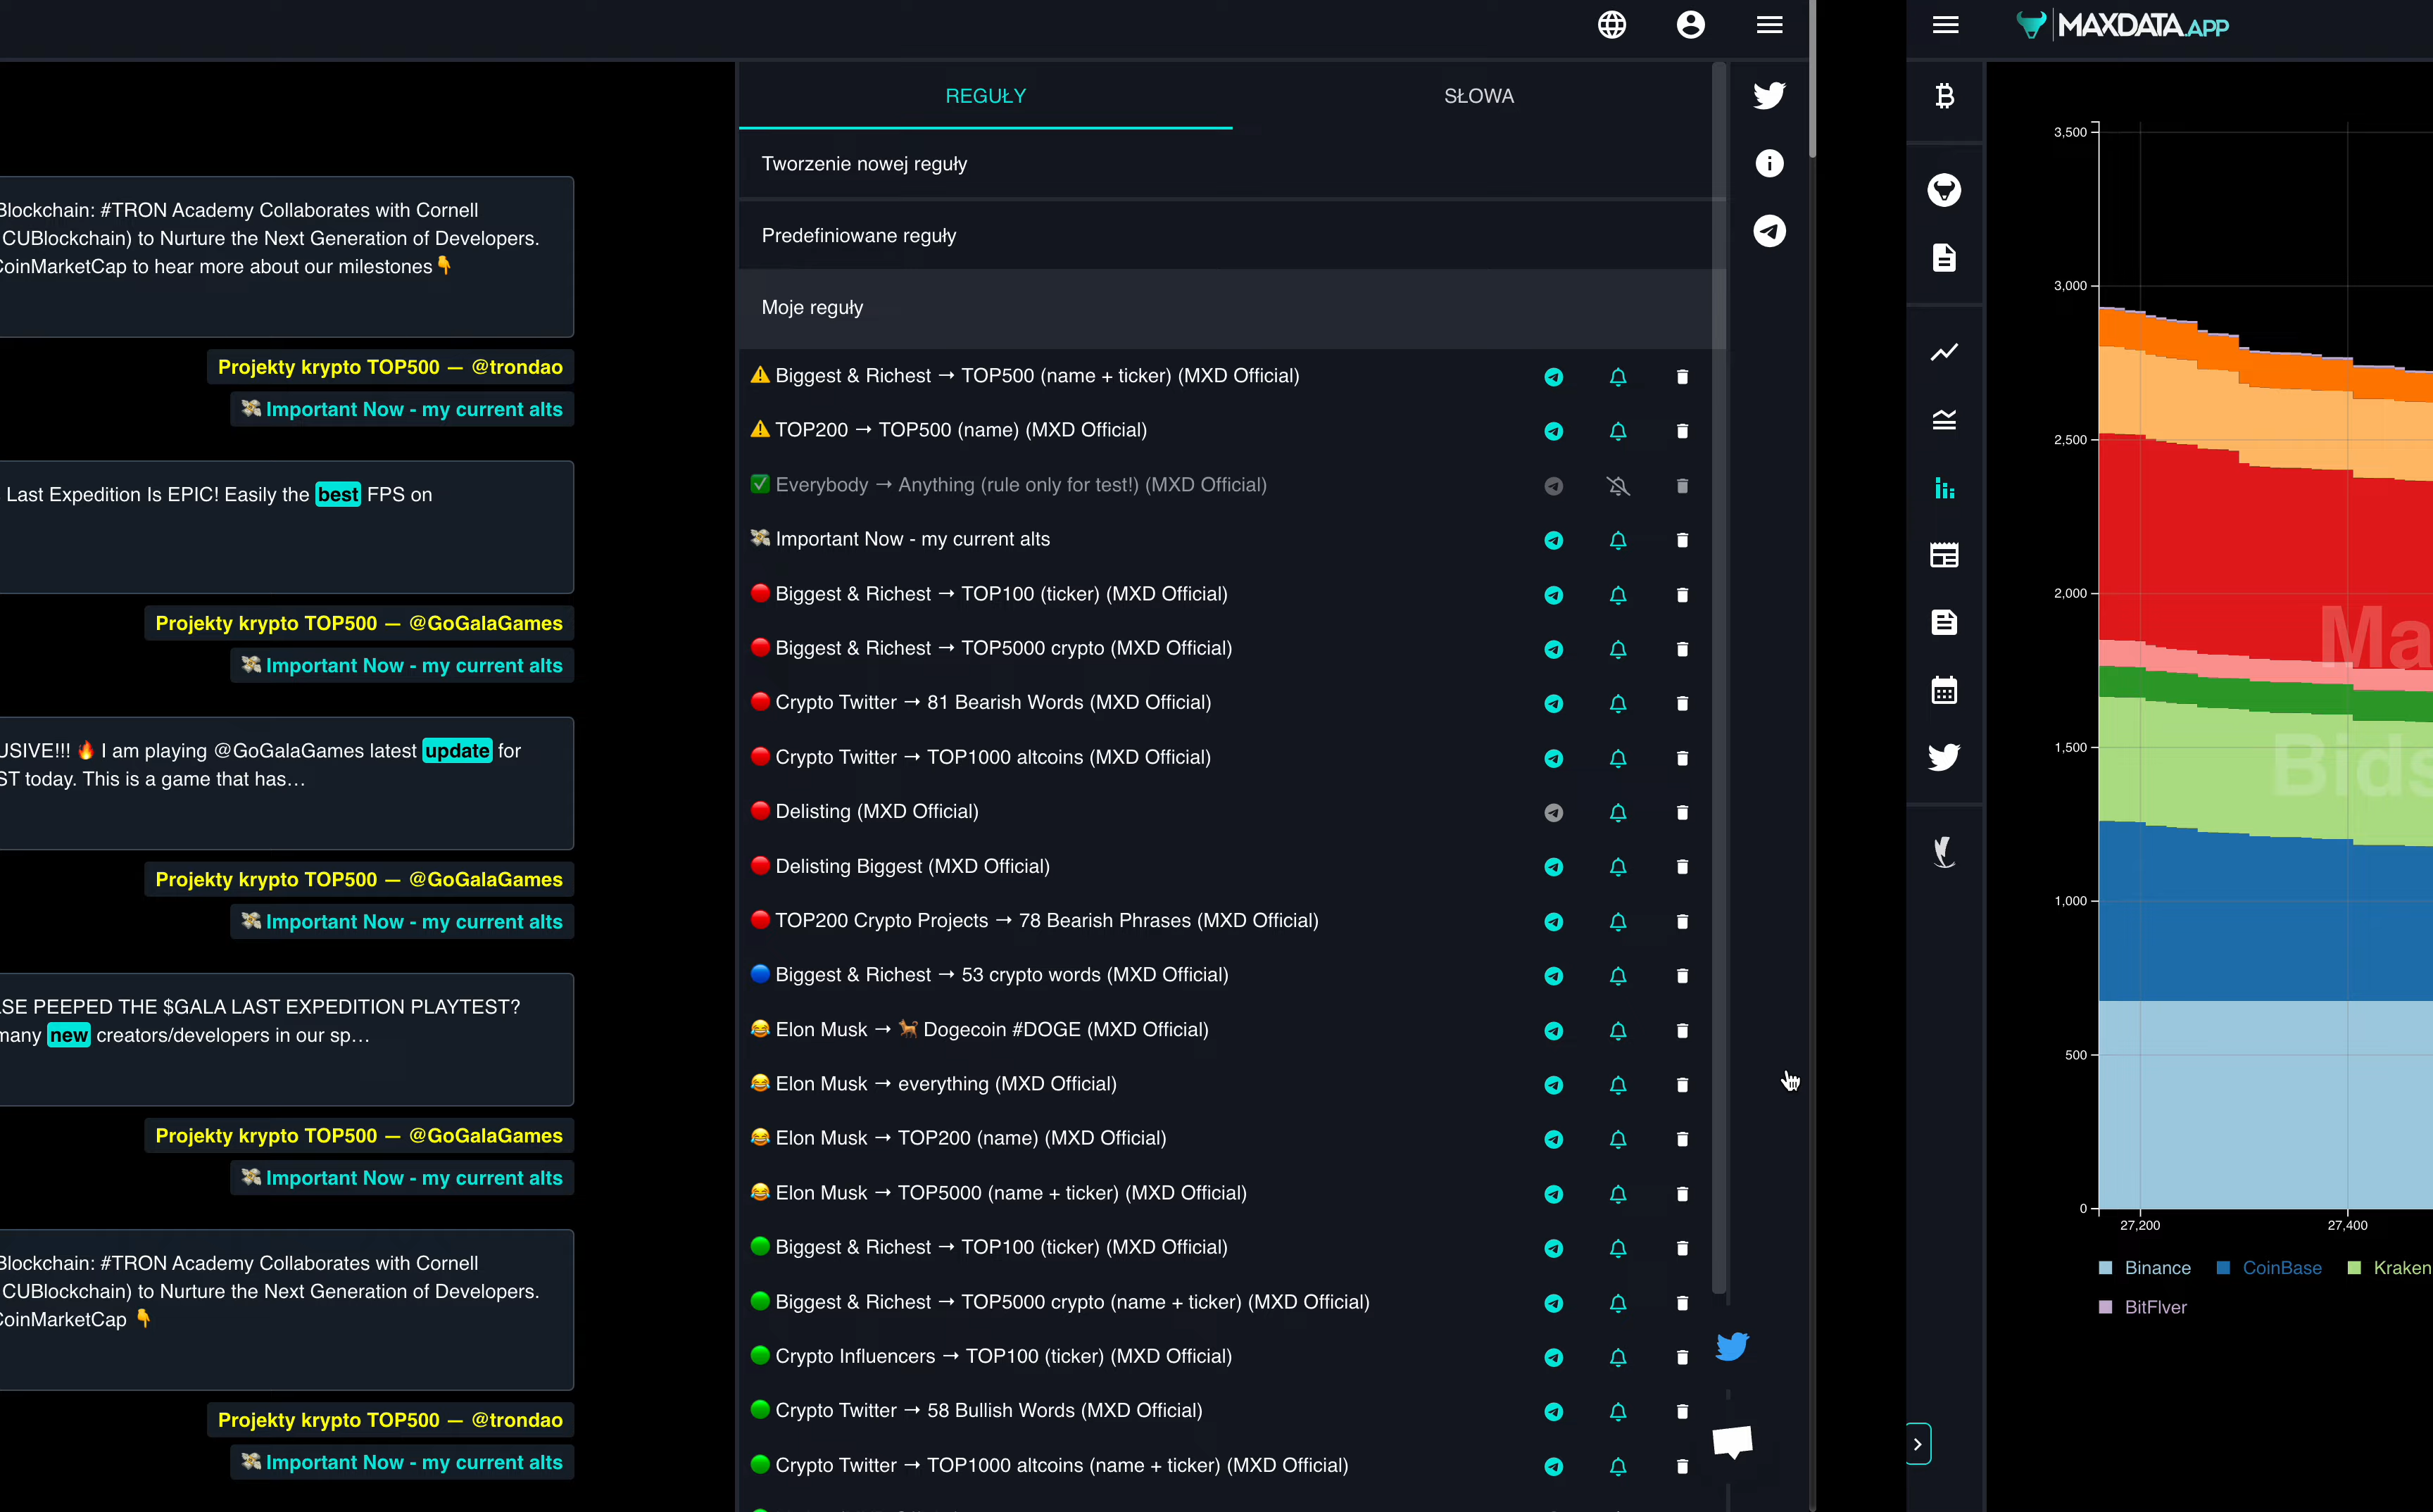 Blockchain: #TRON Academy Collaborates with Cornell
CUBlockchain) to Nurture the Next Generation of Developers.
CoinMarketCap to hear more about our milestones👇
Projekty krypto TOP500 — @trondao
💸 Important Now - my current alts
Last Expedition Is EPIC! Easily the best FPS on
Projekty krypto TOP500 — @GoGalaGames
💸 Important Now - my current alts
USIVE!!! 🔥 I am playing @GoGalaGames latest update for
ST today. This is a game that has…
Projekty krypto TOP500 — @GoGalaGames
💸 Important Now - my current alts
SE PEEPED THE $GALA LAST EXPEDITION PLAYTEST?
many new creators/developers in our sp…
Projekty krypto TOP500 — @GoGalaGames
💸 Important Now - my current alts
Blockchain: #TRON Academy Collaborates with Cornell
CUBlockchain) to Nurture the Next Generation of Developers.
CoinMarketCap 👇
Projekty krypto TOP500 — @trondao
💸 Important Now - my current alts
REGUŁY
SŁOWA
Tworzenie nowej reguły
Predefiniowane reguły
Moje reguły
⚠️ Biggest & Richest → TOP500 (name + ticker) (MXD Official)
⚠️ TOP200 → TOP500 (name) (MXD Official)
✅ Everybody → Anything (rule only for test!) (MXD Official)
💸 Important Now - my current alts
🔴 Biggest & Richest → TOP100 (ticker) (MXD Official)
🔴 Biggest & Richest → TOP5000 crypto (MXD Official)
🔴 Crypto Twitter → 81 Bearish Words (MXD Official)
🔴 Crypto Twitter → TOP1000 altcoins (MXD Official)
🔴 Delisting (MXD Official)
🔴 Delisting Biggest (MXD Official)
🔴 TOP200 Crypto Projects → 78 Bearish Phrases (MXD Official)
🔵 Biggest & Richest → 53 crypto words (MXD Official)
😂 Elon Musk → 🐕 Dogecoin #DOGE (MXD Official)
😂 Elon Musk → everything (MXD Official)
😂 Elon Musk → TOP200 (name) (MXD Official)
😂 Elon Musk → TOP5000 (name + ticker) (MXD Official)
🟢 Biggest & Richest → TOP100 (ticker) (MXD Official)
🟢 Biggest & Richest → TOP5000 crypto (name + ticker) (MXD Official)
🟢 Crypto Influencers → TOP100 (ticker) (MXD Official)
🟢 Crypto Twitter → 58 Bullish Words (MXD Official)
🟢 Crypto Twitter → TOP1000 altcoins (name + ticker) (MXD Official)
MAXDATA.APP
3,500
3,000
2,500
2,000
1,500
1,000
500
0
Ma
Bids
27,200
27,400
Binance
CoinBase
Kraken
BitFlyer